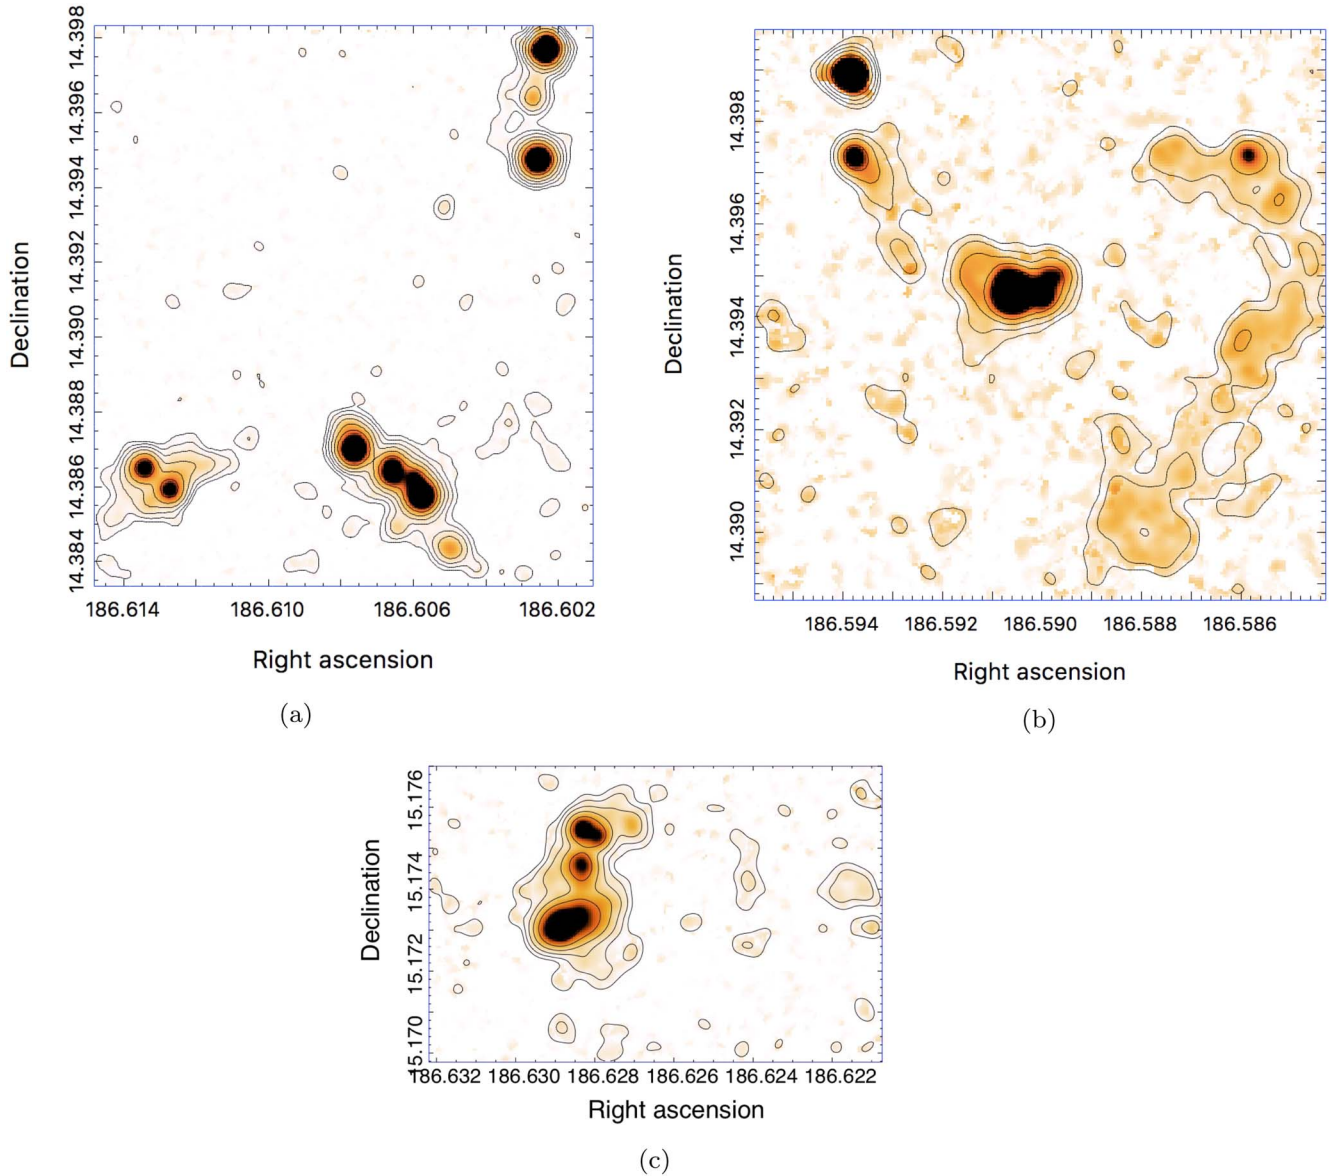 14.398
14.396
14.394
14.392
14.390
14.388
14.386
14.384
Declination
186.614 186.610 186.606 186.602
Right ascension
(a)
14.398
14.396
14.394
14.392
14.390
Declination
186.594 186.592 186.590 186.588 186.586
Right ascension
(b)
15.176
15.174
15.172
15.170
Declination
186.632 186.630 186.628 186.626 186.624 186.622
Right ascension
(c)